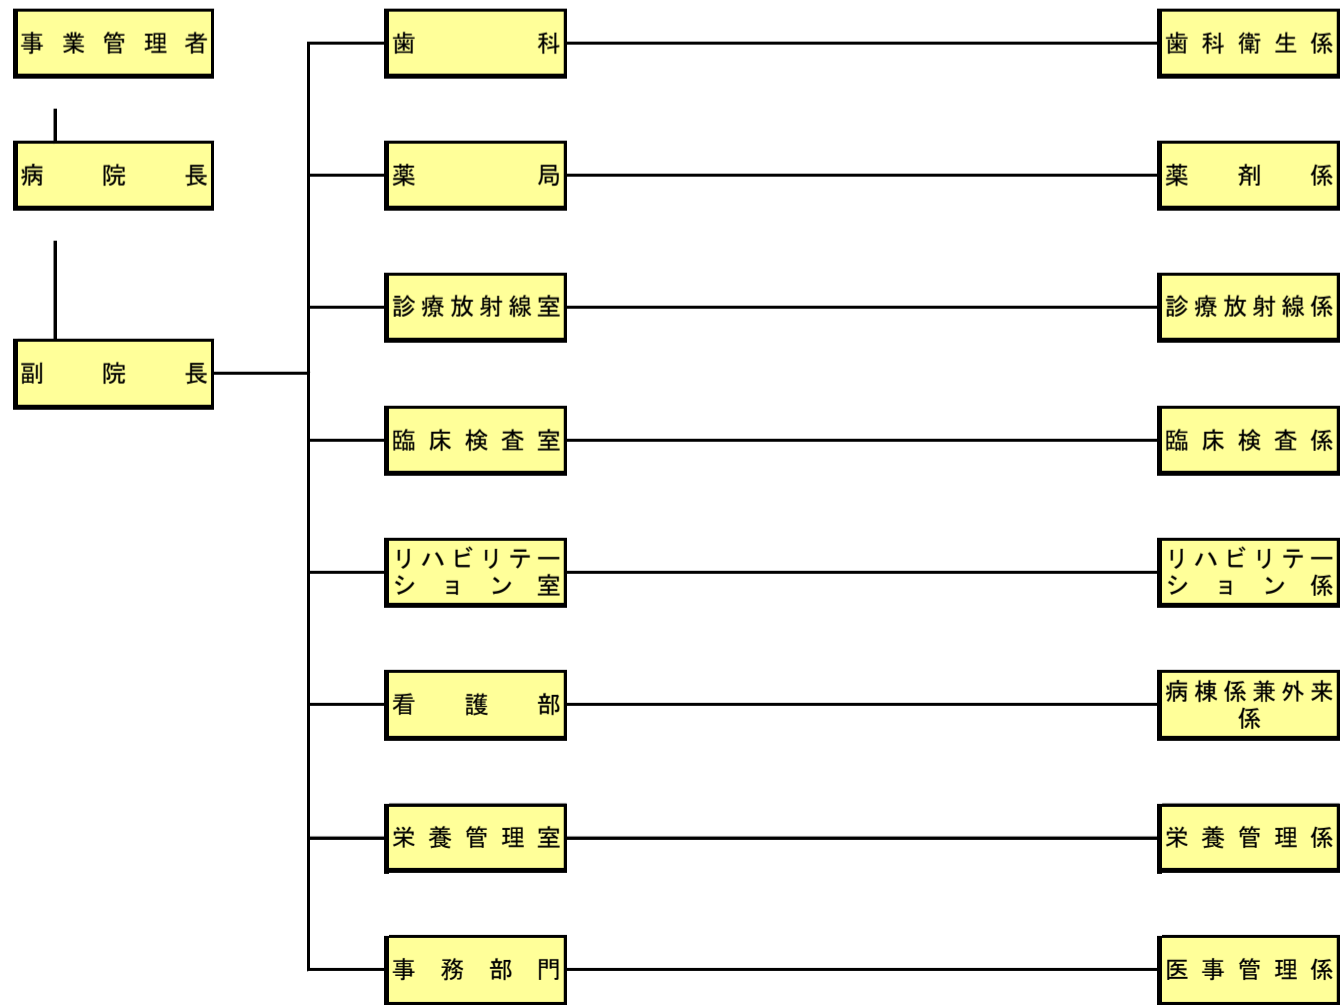 事業管理者
歯科
歯科衛生係
病院長
薬局
薬剤係
診療放射線室
診療放射線係
副院長
臨床検査室
臨床検査係
リハビリテー
ション室
リハビリテー
ション係
看護部
病棟係兼外来
係
栄養管理室
栄養管理係
事務部門
医事管理係